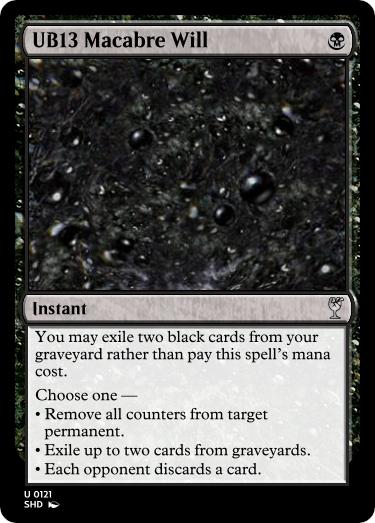 UB13 Macabre Will
Instant
You may exile two black cards from your
graveyard rather than pay this spell's mana
cost.
Choose one —
• Remove all counters from target
permanent.
• Exile up to two cards from graveyards.
• Each opponent discards a card.
U 0121
SHD